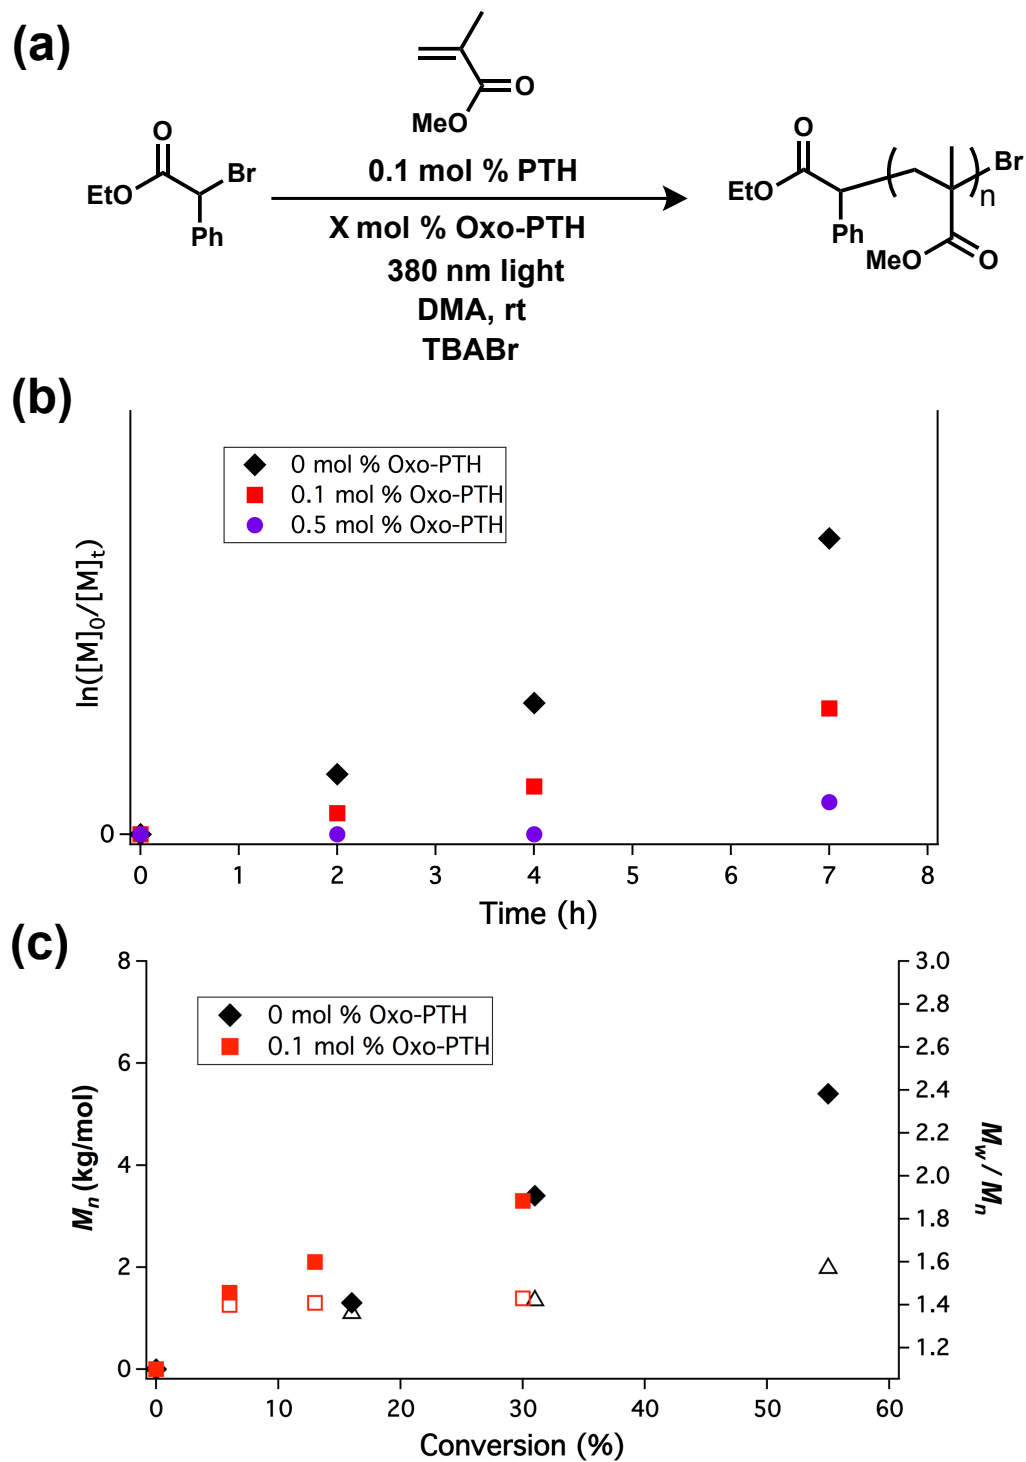 (a)
O
MeO
O
EtO
Br
Ph
0.1 mol % PTH
X mol % Oxo-PTH
380 nm light
DMA, rt
TBABr
O
EtO
Ph
MeO
O
Br
n
(b)
0 mol % Oxo-PTH
0.1 mol % Oxo-PTH
0.5 mol % Oxo-PTH
ln([M]0/[M]t)
0
0 1 2 3 4 5 6 7 8
Time (h)
(c)
0 mol % Oxo-PTH
0.1 mol % Oxo-PTH
Mn (kg/mol)
8
6
4
2
0
3.0
2.8
2.6
2.4
2.2
2.0
1.8
1.6
1.4
1.2
Mw / Mn
0 10 20 30 40 50 60
Conversion (%)